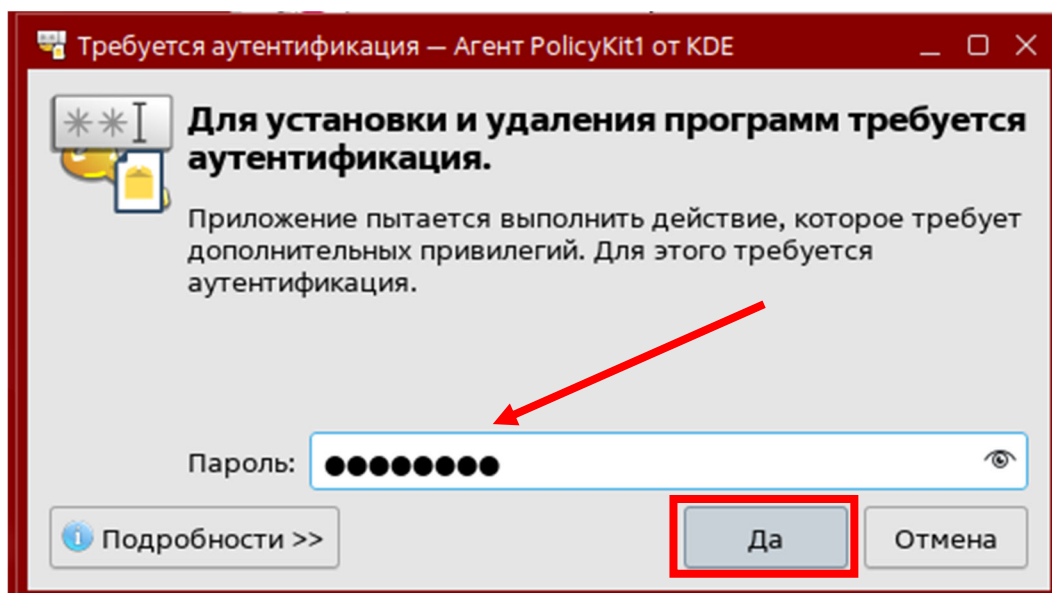 Требуется аутентификация — Агент PolicyKit1 от KDE
Для установки и удаления программ требуется
аутентификация.
Приложение пытается выполнить действие, которое требует
дополнительных привилегий. Для этого требуется
аутентификация.
Пароль: ●●●●●●●●
Подробности >> Да Отмена